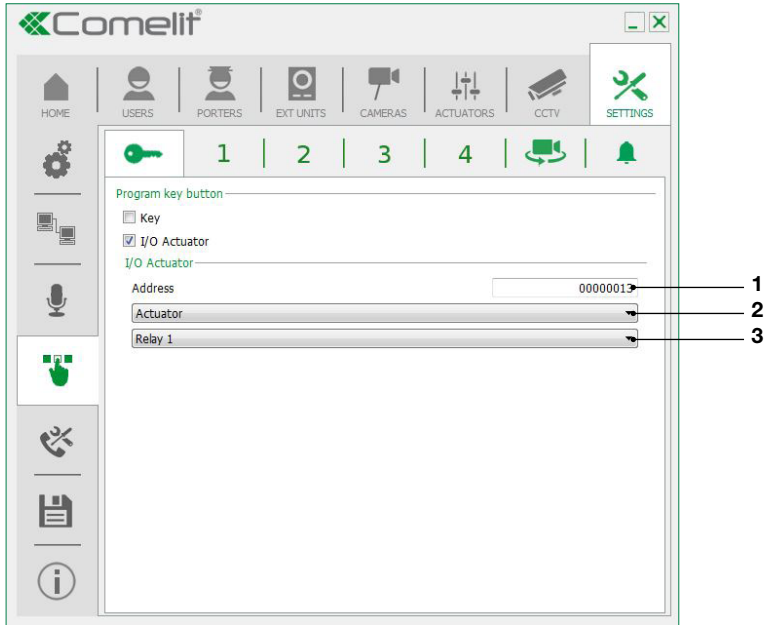 Comelit®
HOME
USERS
PORTERS
EXT UNITS
CAMERAS
ACTUATORS
CCTV
SETTINGS
1
2
3
4
Program key button
Key
I/O Actuator
I/O Actuator
Address
00000013
1
Actuator
2
Relay 1
3